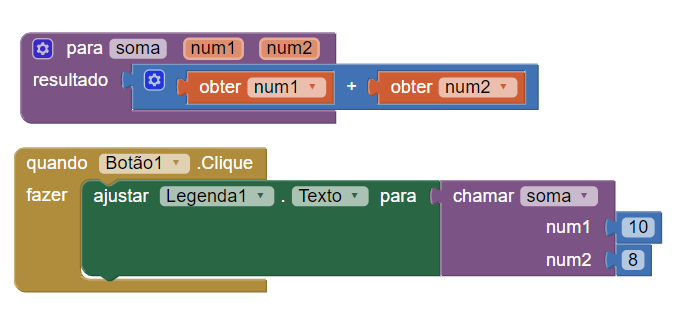 para soma num1 num2
resultado obter num1 + obter num2
quando Botão1 .Clique
fazer ajustar Legenda1 . Texto para chamar soma
num1 10
num2 8